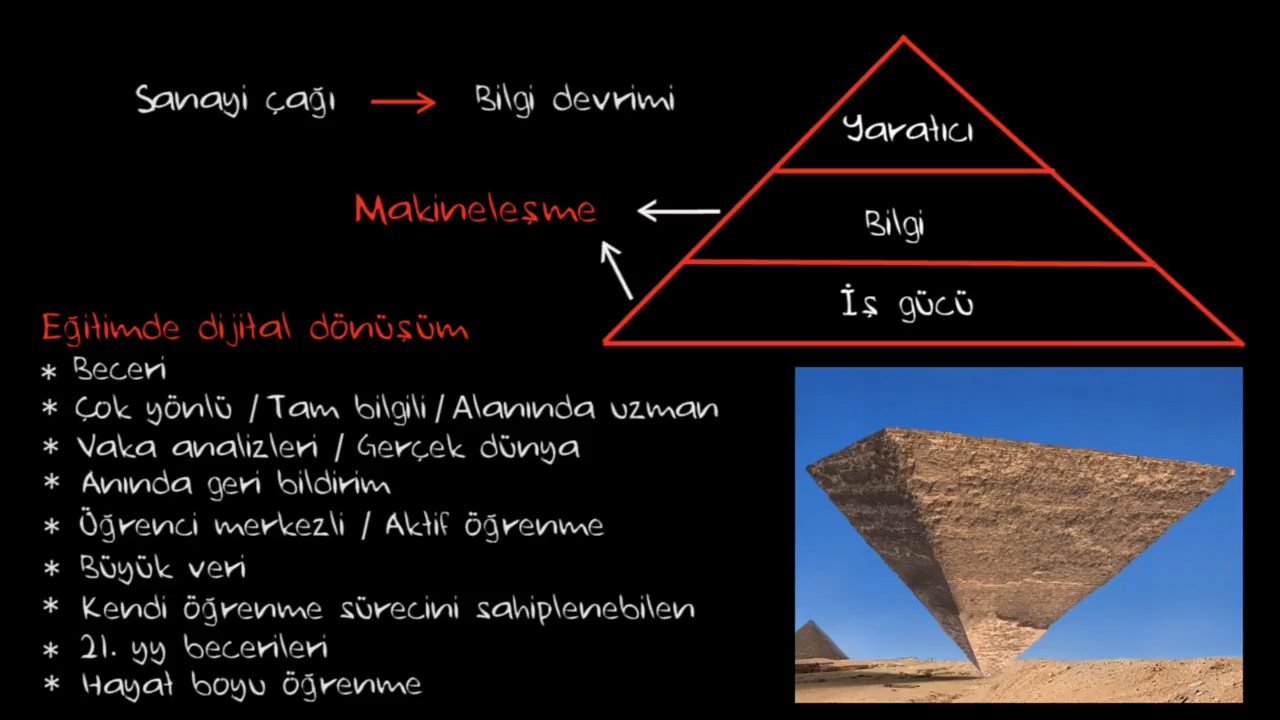 Sanayi çağı → Bilgi devrimi
Yaratıcı
Makineleşme
Bilgi
İş gücü
Eğitimde dijital dönüşüm
* Beceri
* Çok yönlü / Tam bilgili / Alanında uzman
* Vaka analizleri / Gerçek dünya
* Anında geri bildirim
* Öğrenci merkezli / Aktif öğrenme
* Büyük veri
* Kendi öğrenme sürecini sahiplenebilen
* 21. yy becerileri
* Hayat boyu öğrenme